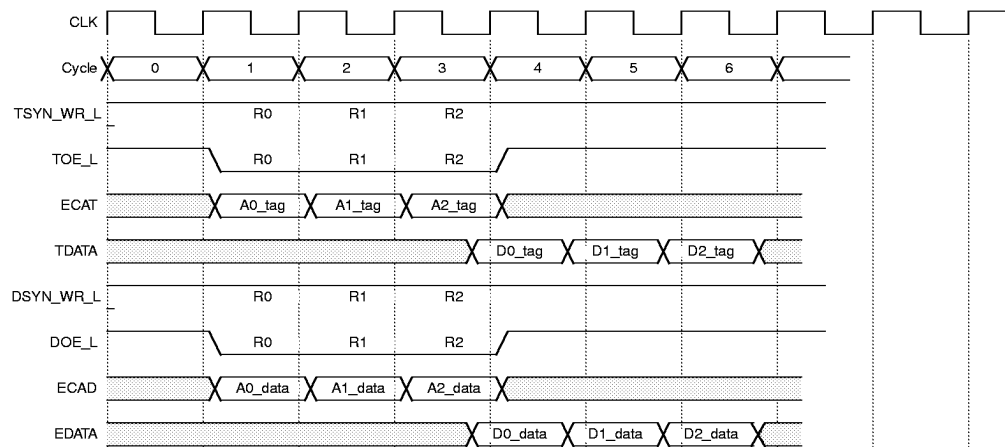 CLK
Cycle 0 1 2 3 4 5 6
TSYN_WR_L R0 R1 R2
TOE_L R0 R1 R2
ECAT A0_tag A1_tag A2_tag
TDATA D0_tag D1_tag D2_tag
DSYN_WR_L R0 R1 R2
DOE_L R0 R1 R2
ECAD A0_data A1_data A2_data
EDATA D0_data D1_data D2_data